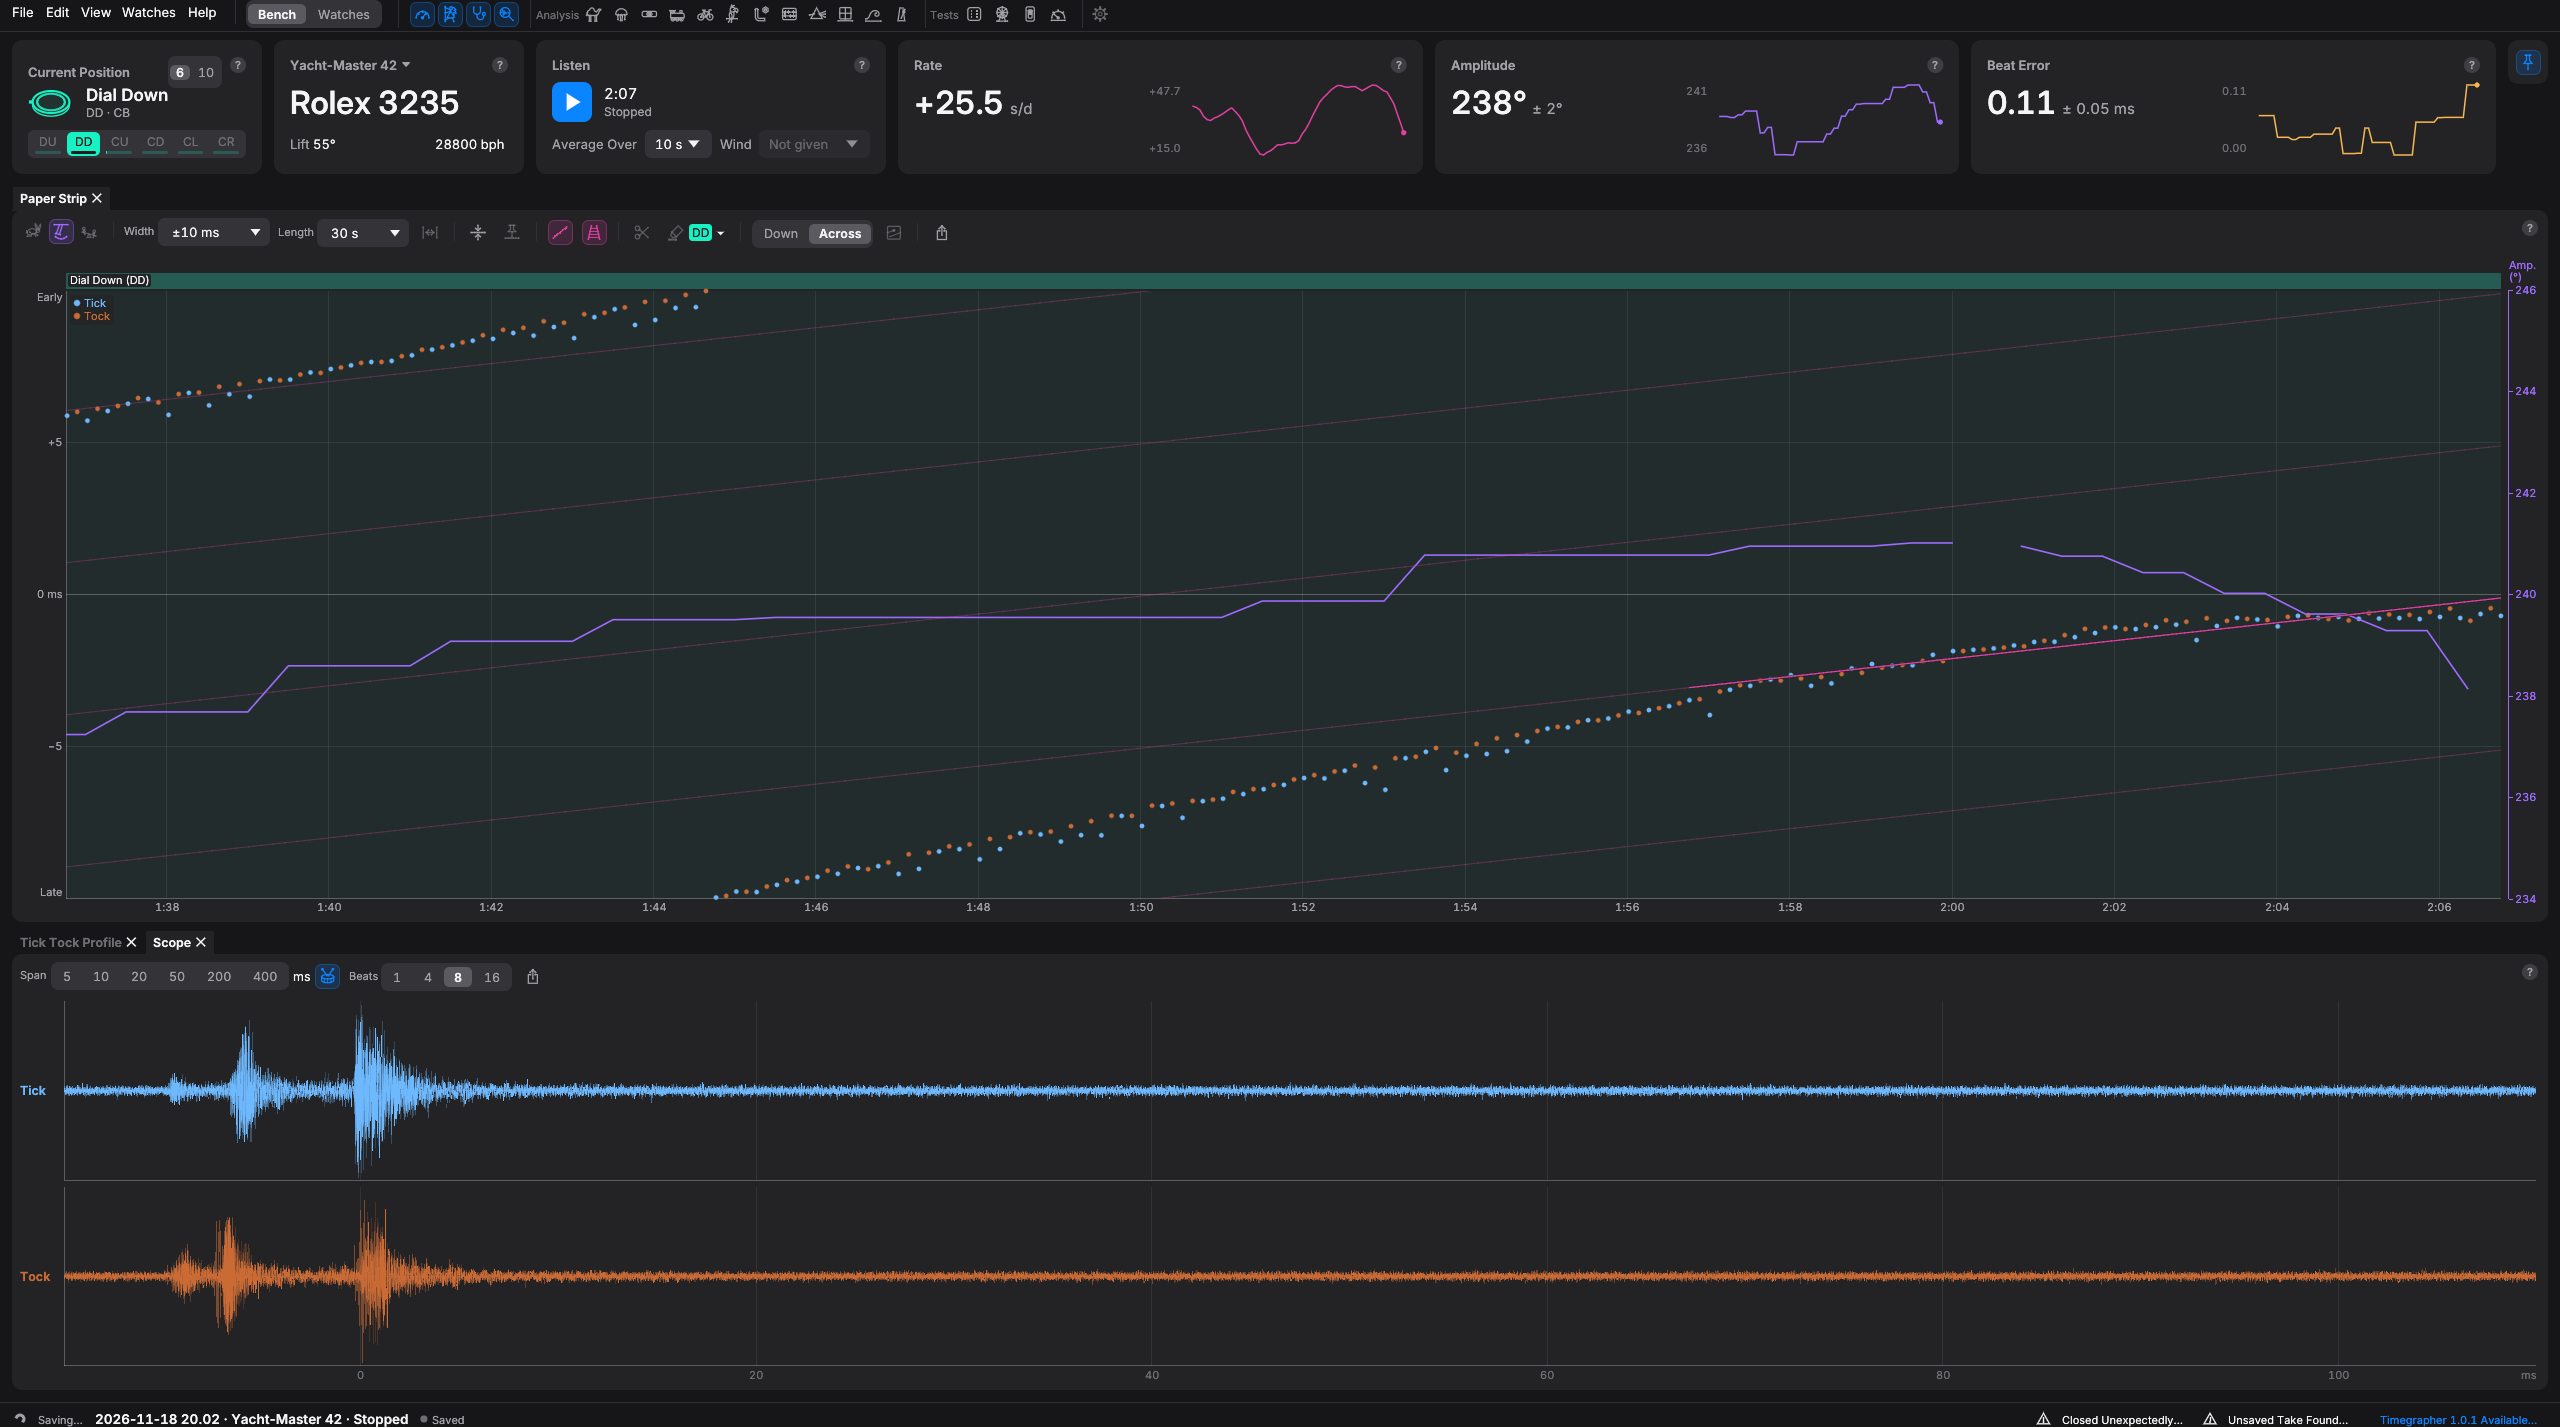 File Edit View Watches Help Bench Watches Analysis Tests
Current Position 6 10 ?
Dial Down
DD · CB
DU DD CU CD CL CR
Yacht-Master 42 ?
Rolex 3235
Lift 55° 28800 bph
Listen ?
2:07
Stopped
Average Over 10 s Wind Not given
Rate ?
+25.5 s/d
+47.7
+15.0
Amplitude ?
238° ± 2°
241
236
Beat Error ?
0.11 ± 0.05 ms
0.11
0.00
Paper Strip
Width ±10 ms Length 30 s DD Down Across ?
Dial Down (DD)
Amp. (°)
Early
Tick
Tock
+5
0 ms
−5
Late
246
244
242
240
238
236
234
1:38 1:40 1:42 1:44 1:46 1:48 1:50 1:52 1:54 1:56 1:58 2:00 2:02 2:04 2:06
Tick Tock Profile Scope
Span 5 10 20 50 200 400 ms Beats 1 4 8 16 ?
Tick
Tock
0 20 40 60 80 100 ms
Saving... 2026-11-18 20.02 · Yacht-Master 42 · Stopped Saved Closed Unexpectedly... Unsaved Take Found... Timegrapher 1.0.1 Available...